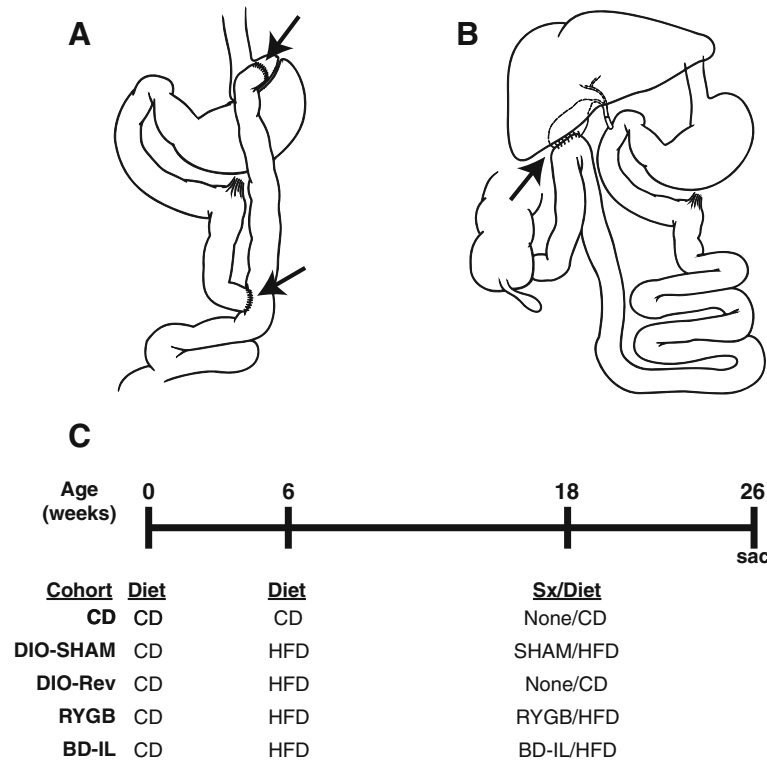 A
B
C
Age 0 6 18 26
(weeks)
sac
Cohort Diet Diet Sx/Diet
CD CD CD None/CD
DIO-SHAM CD HFD SHAM/HFD
DIO-Rev CD HFD None/CD
RYGB CD HFD RYGB/HFD
BD-IL CD HFD BD-IL/HFD